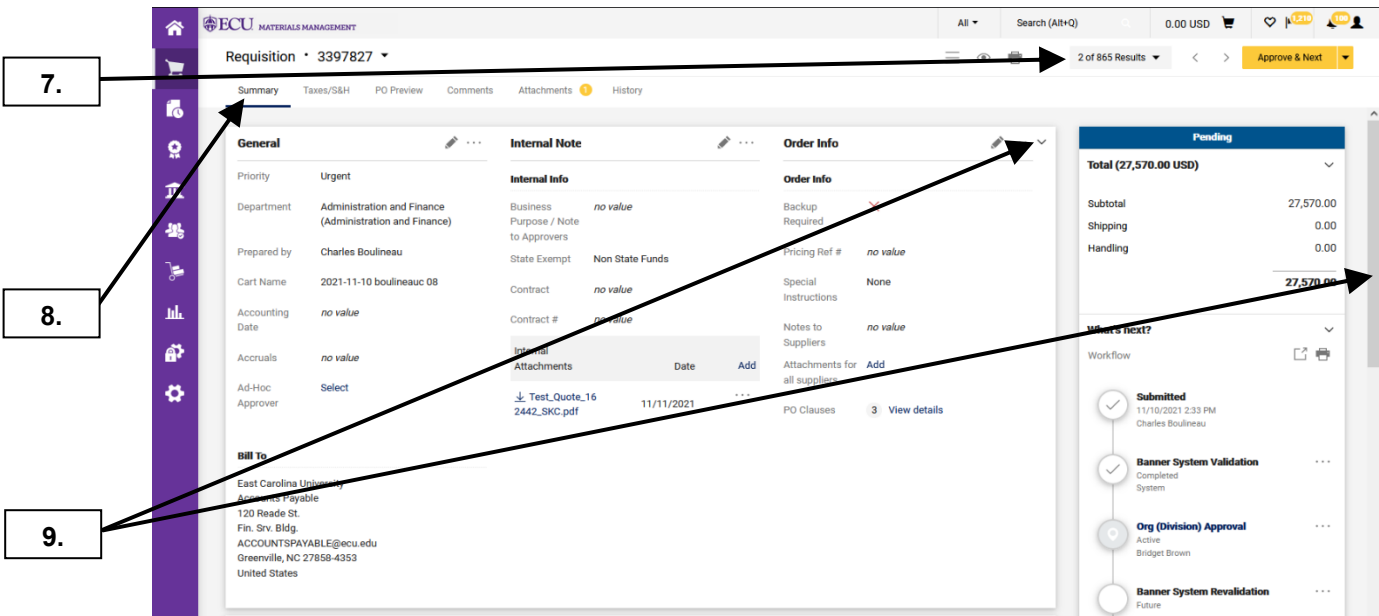 ECU MATERIALS MANAGEMENT
All
Search (Alt+Q)
0.00 USD
1,210
100
Requisition • 3397827
2 of 865 Results
Approve & Next
7.
Summary
Taxes/S&H
PO Preview
Comments
Attachments 1
History
General
Priority Urgent
Department Administration and Finance
(Administration and Finance)
Prepared by Charles Boulineau
Cart Name 2021-11-10 boulineauc 08
Accounting no value
Date
Accruals no value
Ad-Hoc Select
Approver
Bill To
East Carolina University
Accounts Payable
120 Reade St.
Fin. Srv. Bldg.
ACCOUNTSPAYABLE@ecu.edu
Greenville, NC 27858-4353
United States
8.
9.
Internal Note
Internal Info
Business no value
Purpose / Note
to Approvers
State Exempt Non State Funds
Contract no value
Contract # no value
Internal
Attachments Date Add
Test_Quote_16
2442_SKC.pdf 11/11/2021
Order Info
Order Info
Backup
Required
Pricing Ref # no value
Special None
Instructions
Notes to no value
Suppliers
Attachments for Add
all suppliers
PO Clauses 3 View details
Pending
Total (27,570.00 USD)
Subtotal 27,570.00
Shipping 0.00
Handling 0.00
27,570.00
What's next?
Workflow
Submitted
11/10/2021 2:33 PM
Charles Boulineau
Banner System Validation
Completed
System
Org (Division) Approval
Active
Bridget Brown
Banner System Revalidation
Future